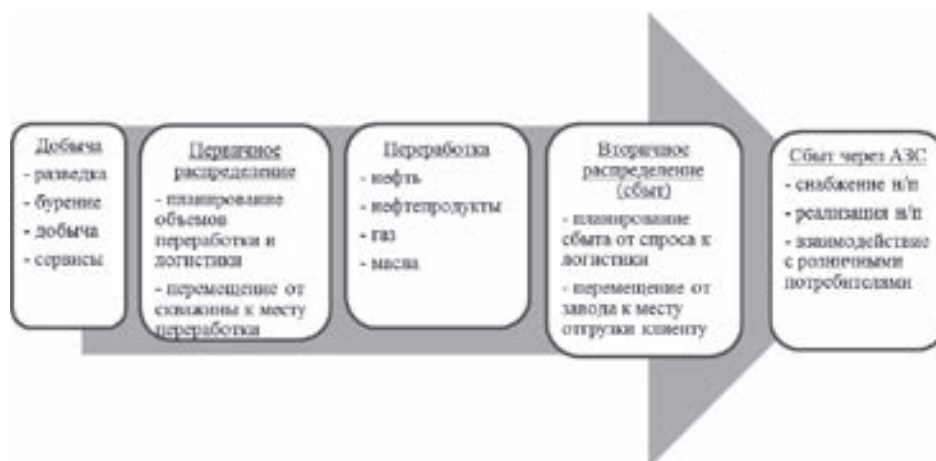 Добыча
- разведка
- бурение
- добыча
- сервисы
Первичное
распределение
- планирование
объемов
переработки и
логистики
- перемещение от
скважины к месту
переработки
Переработка
- нефть
- нефтепродукты
- газ
- масла
Вторичное
распределение
(сбыт)
- планирование
сбыта от спроса к
логистики
- перемещение от
завода к месту
отгрузки клиенту
Сбыт через АЗС
- снабжение н/п
- реализация н/п
- взаимодействие
с розничными
потребителями